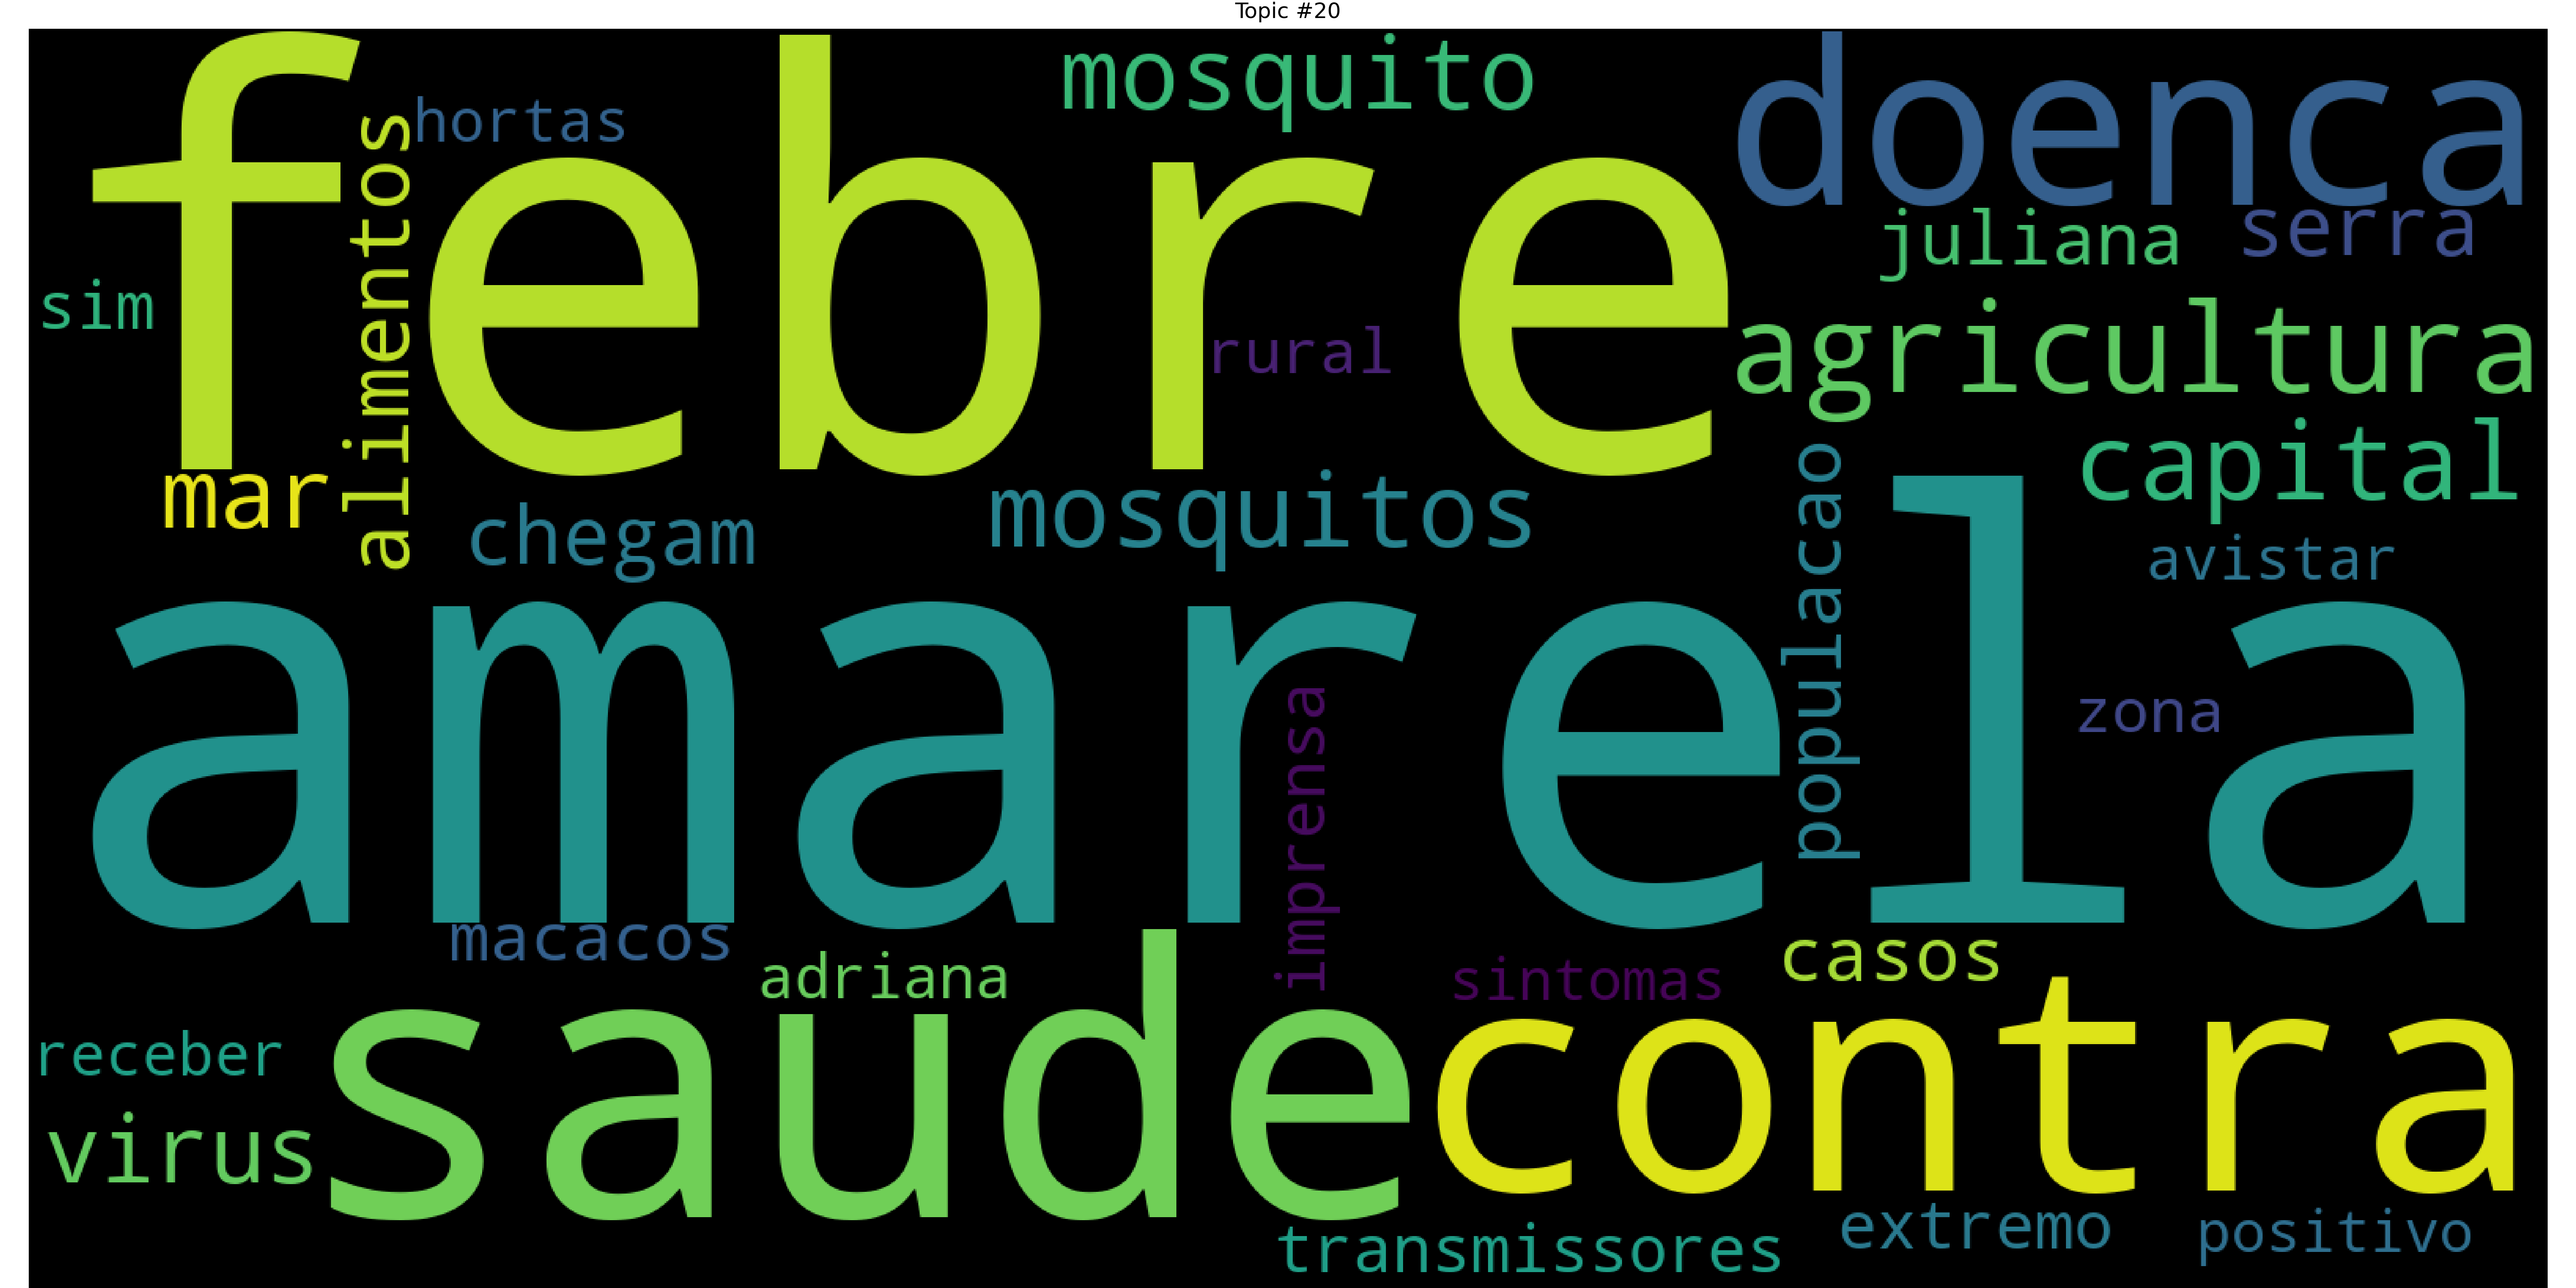 Topic #20
mosquito
doenca
hortas
febre
alimentos
juliana
serra
sim
rural
agricultura
mar
chegam
mosquitos
capital
populacao
avistar
amarela
zona
imprensa
macacos
adriana
sintomas
casos
receber
saude
contra
virus
transmissores
extremo
positivo